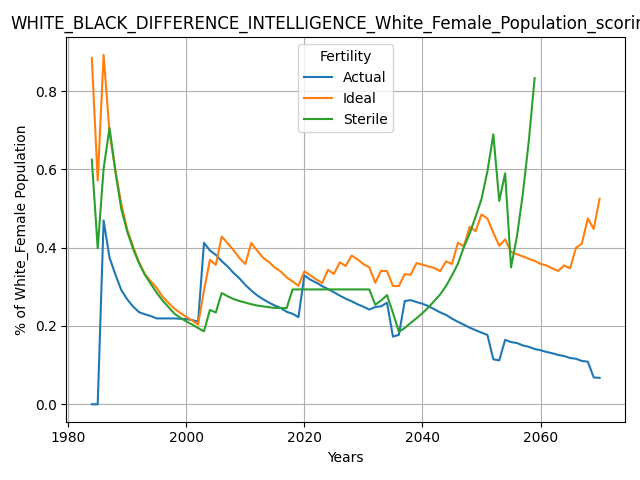 WHITE_BLACK_DIFFERENCE_INTELLIGENCE_White_Female_Population_scorin
Fertility
Actual
Ideal
Sterile
% of White_Female Population
0.8
0.6
0.4
0.2
0.0
1980 2000 2020 2040 2060
Years